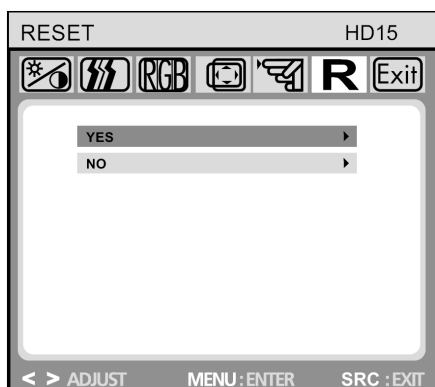 RESET HD15
RGB R Exit
YES
NO
< > ADJUST MENU : ENTER SRC : EXIT